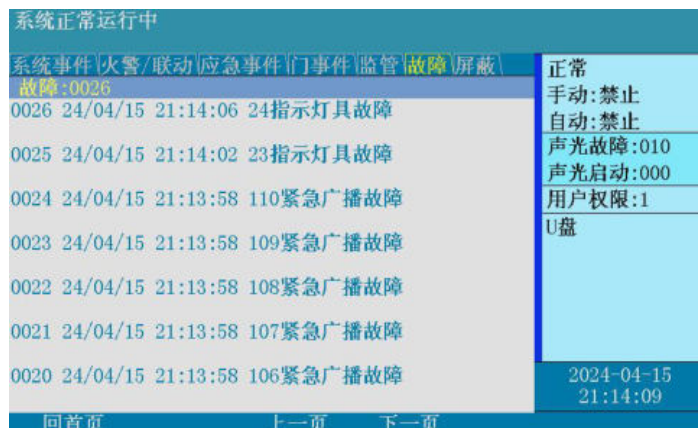 系统正常运行中
系统事件\火警/联动\应急事件\门事件\监管\故障\屏蔽\
故障:0026
0026 24/04/15 21:14:06 24指示灯具故障
0025 24/04/15 21:14:02 23指示灯具故障
0024 24/04/15 21:13:58 110紧急广播故障
0023 24/04/15 21:13:58 109紧急广播故障
0022 24/04/15 21:13:58 108紧急广播故障
0021 24/04/15 21:13:58 107紧急广播故障
0020 24/04/15 21:13:58 106紧急广播故障
正常
手动:禁止
自动:禁止
声光故障:010
声光启动:000
用户权限:1
U盘
2024-04-15
21:14:09
回首页 上一页 下一页